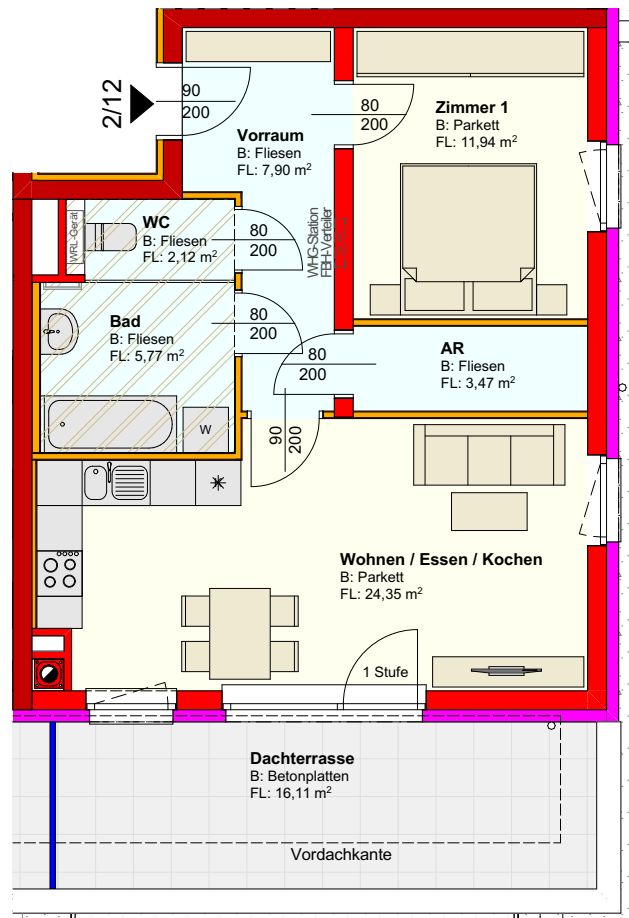 2/12
90
200
Vorraum
B: Fliesen
FL: 7,90 m²
80
200
Zimmer 1
B: Parkett
FL: 11,94 m²
WRL-Gerät
WC
B: Fliesen
FL: 2,12 m²
80
200
WHG-Station
FBH-Verteiler
Bad
B: Fliesen
FL: 5,77 m²
80
200
80
200
AR
B: Fliesen
FL: 3,47 m²
W
90
200
Wohnen / Essen / Kochen
B: Parkett
FL: 24,35 m²
1 Stufe
Dachterrasse
B: Betonplatten
FL: 16,11 m²
Vordachkante